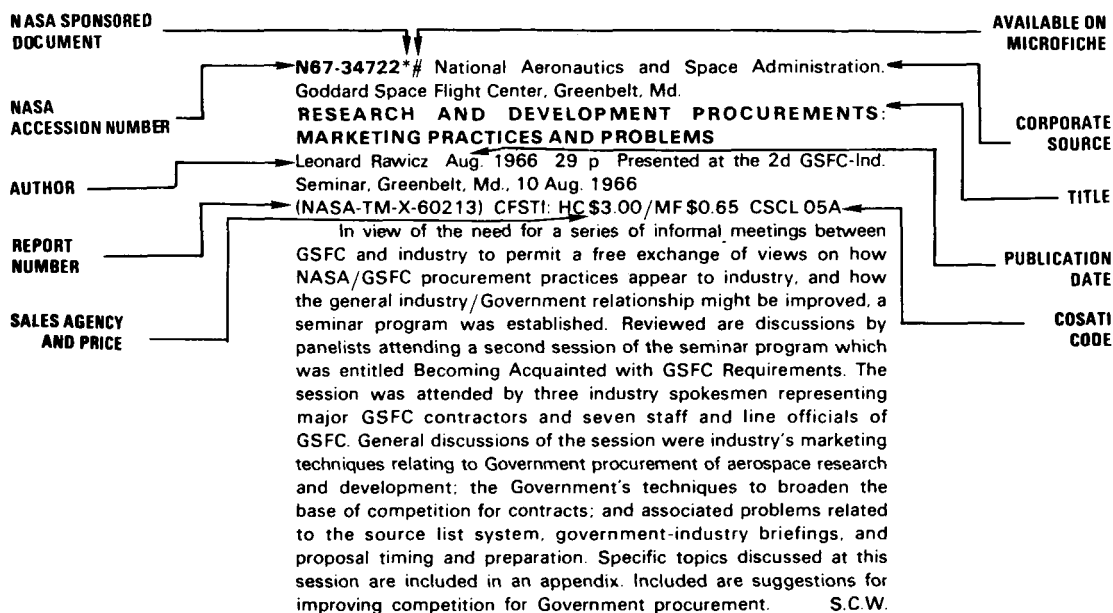 NASA SPONSORED
DOCUMENT
AVAILABLE ON
MICROFICHE
NASA
ACCESSION NUMBER
CORPORATE
SOURCE
AUTHOR
TITLE
REPORT
NUMBER
PUBLICATION
DATE
SALES AGENCY
AND PRICE
COSATI
CODE
N67-34722*# National Aeronautics and Space Administration.
Goddard Space Flight Center, Greenbelt, Md.
RESEARCH AND DEVELOPMENT PROCUREMENTS:
MARKETING PRACTICES AND PROBLEMS
Leonard Rawicz Aug. 1966 29 p Presented at the 2d GSFC-Ind.
Seminar, Greenbelt, Md., 10 Aug. 1966
(NASA-TM-X-60213) CFSTI: HC $3.00/MF $0.65 CSCL 05A
In view of the need for a series of informal meetings between
GSFC and industry to permit a free exchange of views on how
NASA/GSFC procurement practices appear to industry, and how
the general industry/Government relationship might be improved, a
seminar program was established. Reviewed are discussions by
panelists attending a second session of the seminar program which
was entitled Becoming Acquainted with GSFC Requirements. The
session was attended by three industry spokesmen representing
major GSFC contractors and seven staff and line officials of
GSFC. General discussions of the session were industry's marketing
techniques relating to Government procurement of aerospace research
and development; the Government's techniques to broaden the
base of competition for contracts; and associated problems related
to the source list system, government-industry briefings, and
proposal timing and preparation. Specific topics discussed at this
session are included in an appendix. Included are suggestions for
improving competition for Government procurement. S.C.W.